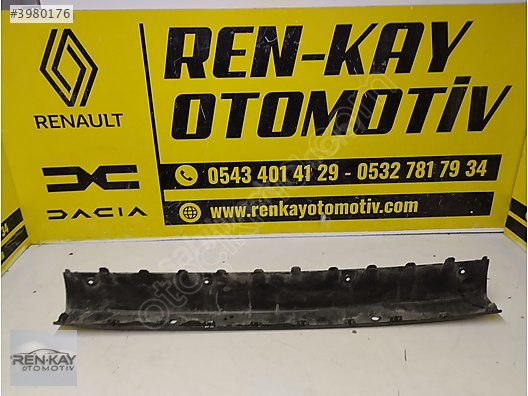 #3980176
RENAULT
DACIA
REN-KAY
OTOMOTİV
0543 401 41 29 - 0532 781 79 34
www.renkayotomotiv.com
34
REN-KAY
OTOMOTİV